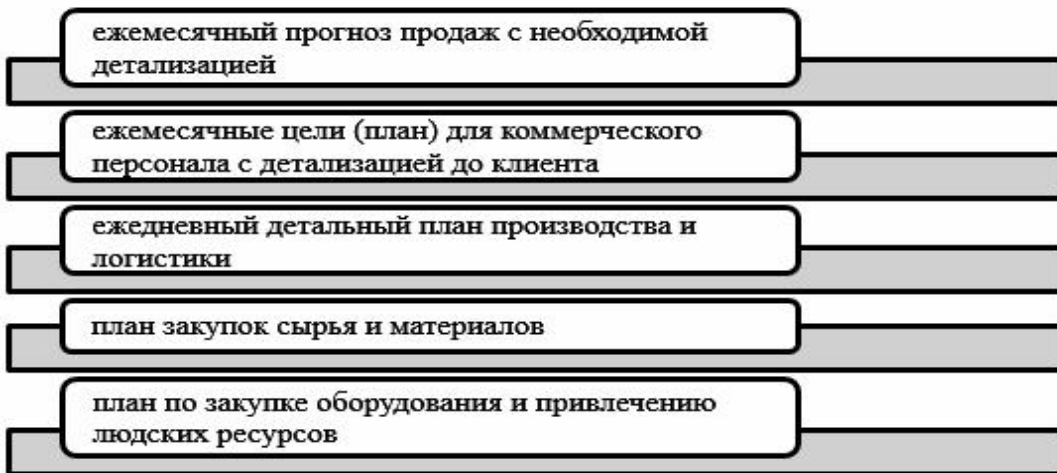 ежемесячный прогноз продаж с необходимой
детализацией
ежемесячные цели (план) для коммерческого
персонала с детализацией до клиента
ежедневный детальный план производства и
логистики
план закупок сырья и материалов
план по закупке оборудования и привлечению
людских ресурсов